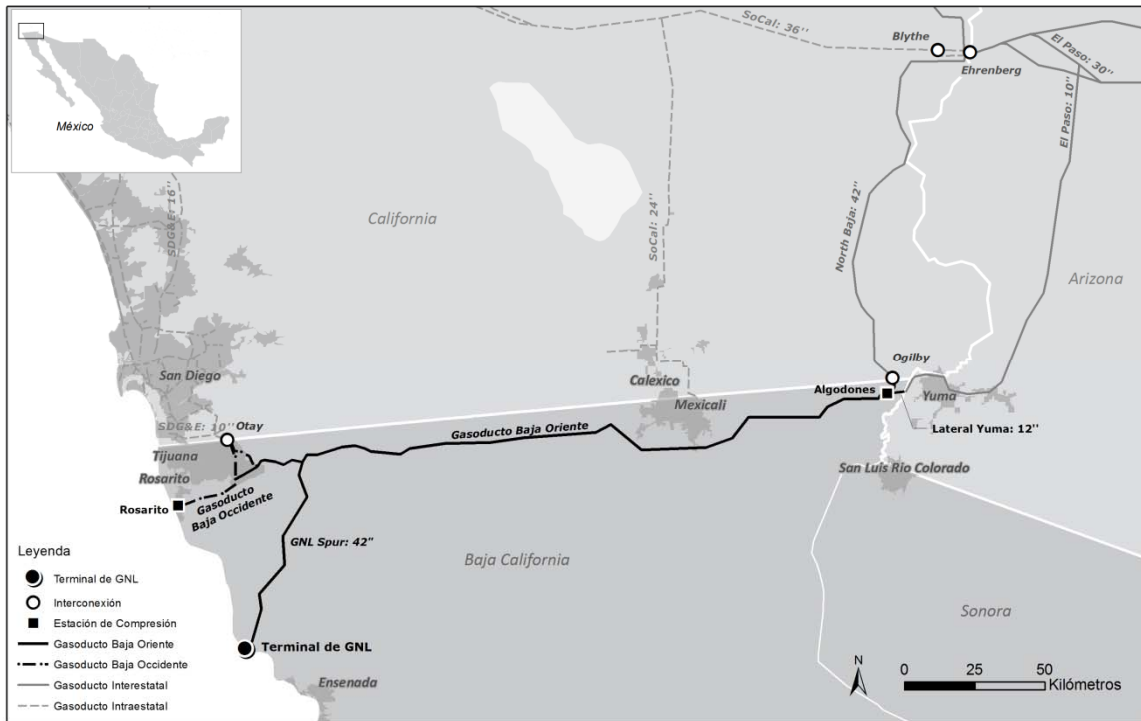 México
SoCal: 36''
Blythe
Ehrenberg
El Paso: 30''
El Paso: 10''
SDG&E: 16''
California
SoCal: 24''
North Baja: 42''
Arizona
Ogilby
San Diego
Calexico
Algodones
Yuma
Mexicali
SDG&E: 10''
Otay
Gasoducto Baja Oriente
Lateral Yuma: 12''
Tijuana
San Luis Rio Colorado
Rosarito
Rosarito
Gasoducto
Baja Occidente
GNL Spur: 42"
Baja California
Sonora
Leyenda
Terminal de GNL
Interconexión
Estación de Compresión
Gasoducto Baja Oriente
Gasoducto Baja Occidente
Gasoducto Interestatal
Gasoducto Intraestatal
Terminal de GNL
Ensenada
N
0 25 50
Kilómetros